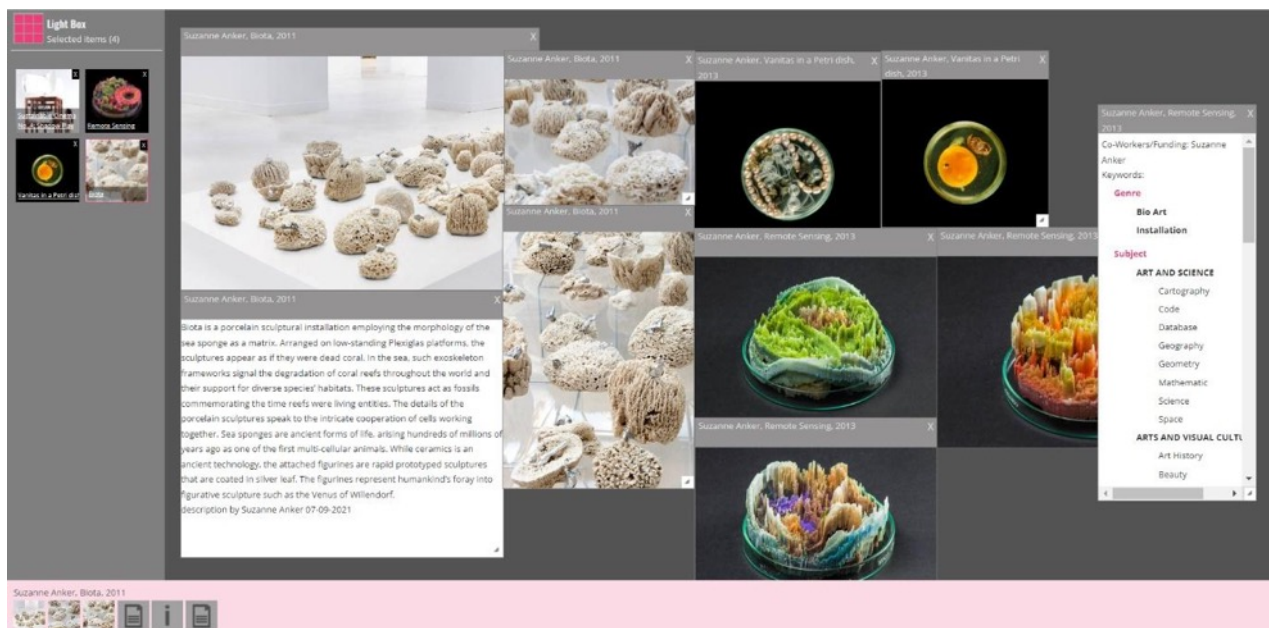 Light Box
Selected items (4)
X
X
Sustainable Cinema
No. 4: Shadow Play
Remote Sensing
X
X
Vanitas in a Petri dish
Biota
Suzanne Anker, Biota, 2011 X
Suzanne Anker, Biota, 2011 X
Suzanne Anker, Vanitas in a Petri dish, X
2013
Suzanne Anker, Vanitas in a Petri X
dish, 2013
Suzanne Anker, Biota, 2011 X
Suzanne Anker, Remote Sensing, 2013 X
Suzanne Anker, Remote Sensing, 2013
Suzanne Anker, Biota, 2011 X
Biota is a porcelain sculptural installation employing the morphology of the
sea sponge as a matrix. Arranged on low-standing Plexiglas platforms, the
sculptures appear as if they were dead coral. In the sea, such exoskeleton
frameworks signal the degradation of coral reefs throughout the world and
their support for diverse species' habitats. These sculptures act as fossils
commemorating the time reefs were living entities. The details of the
porcelain sculptures speak to the intricate cooperation of cells working
together. Sea sponges are ancient forms of life, arising hundreds of millions of
years ago as one of the first multi-cellular animals. While ceramics is an
ancient technology, the attached figurines are rapid prototyped sculptures
that are coated in silver leaf. The figurines represent humankind's foray into
figurative sculpture such as the Venus of Willendorf.
description by Suzanne Anker 07-09-2021
Suzanne Anker, Remote Sensing, 2013 X
Suzanne Anker, Remote Sensing, X
2013
Co-Workers/Funding: Suzanne
Anker
Keywords:
Genre
Bio Art
Installation
Subject
ART AND SCIENCE
Cartography
Code
Database
Geography
Geometry
Mathematic
Science
Space
ARTS AND VISUAL CULTU
Art History
Beauty
Suzanne Anker, Biota, 2011
i